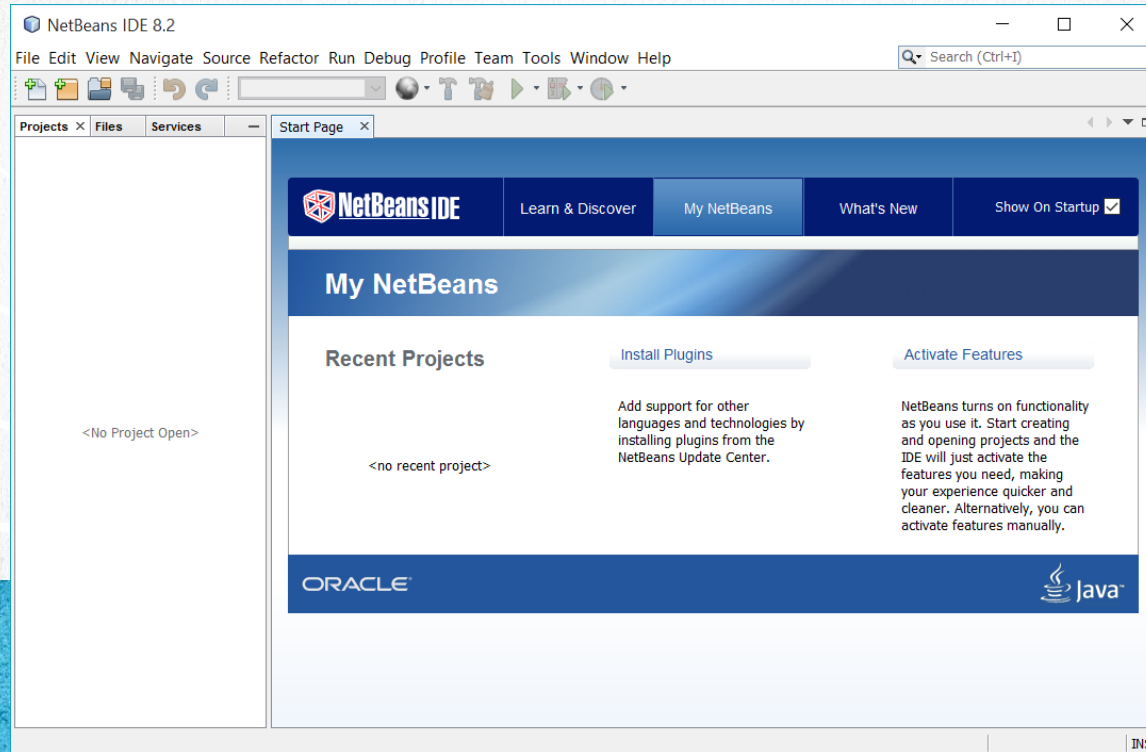 NetBeans IDE 8.2
File Edit View Navigate Source Refactor Run Debug Profile Team Tools Window Help
Search (Ctrl+I)
Projects Files Services
Start Page
NetBeans IDE
Learn & Discover
My NetBeans
What's New
Show On Startup
My NetBeans
Recent Projects
<no recent project>
Install Plugins
Add support for other
languages and technologies by
installing plugins from the
NetBeans Update Center.
Activate Features
NetBeans turns on functionality
as you use it. Start creating
and opening projects and the
IDE will just activate the
features you need, making
your experience quicker and
cleaner. Alternatively, you can
activate features manually.
<No Project Open>
ORACLE
Java